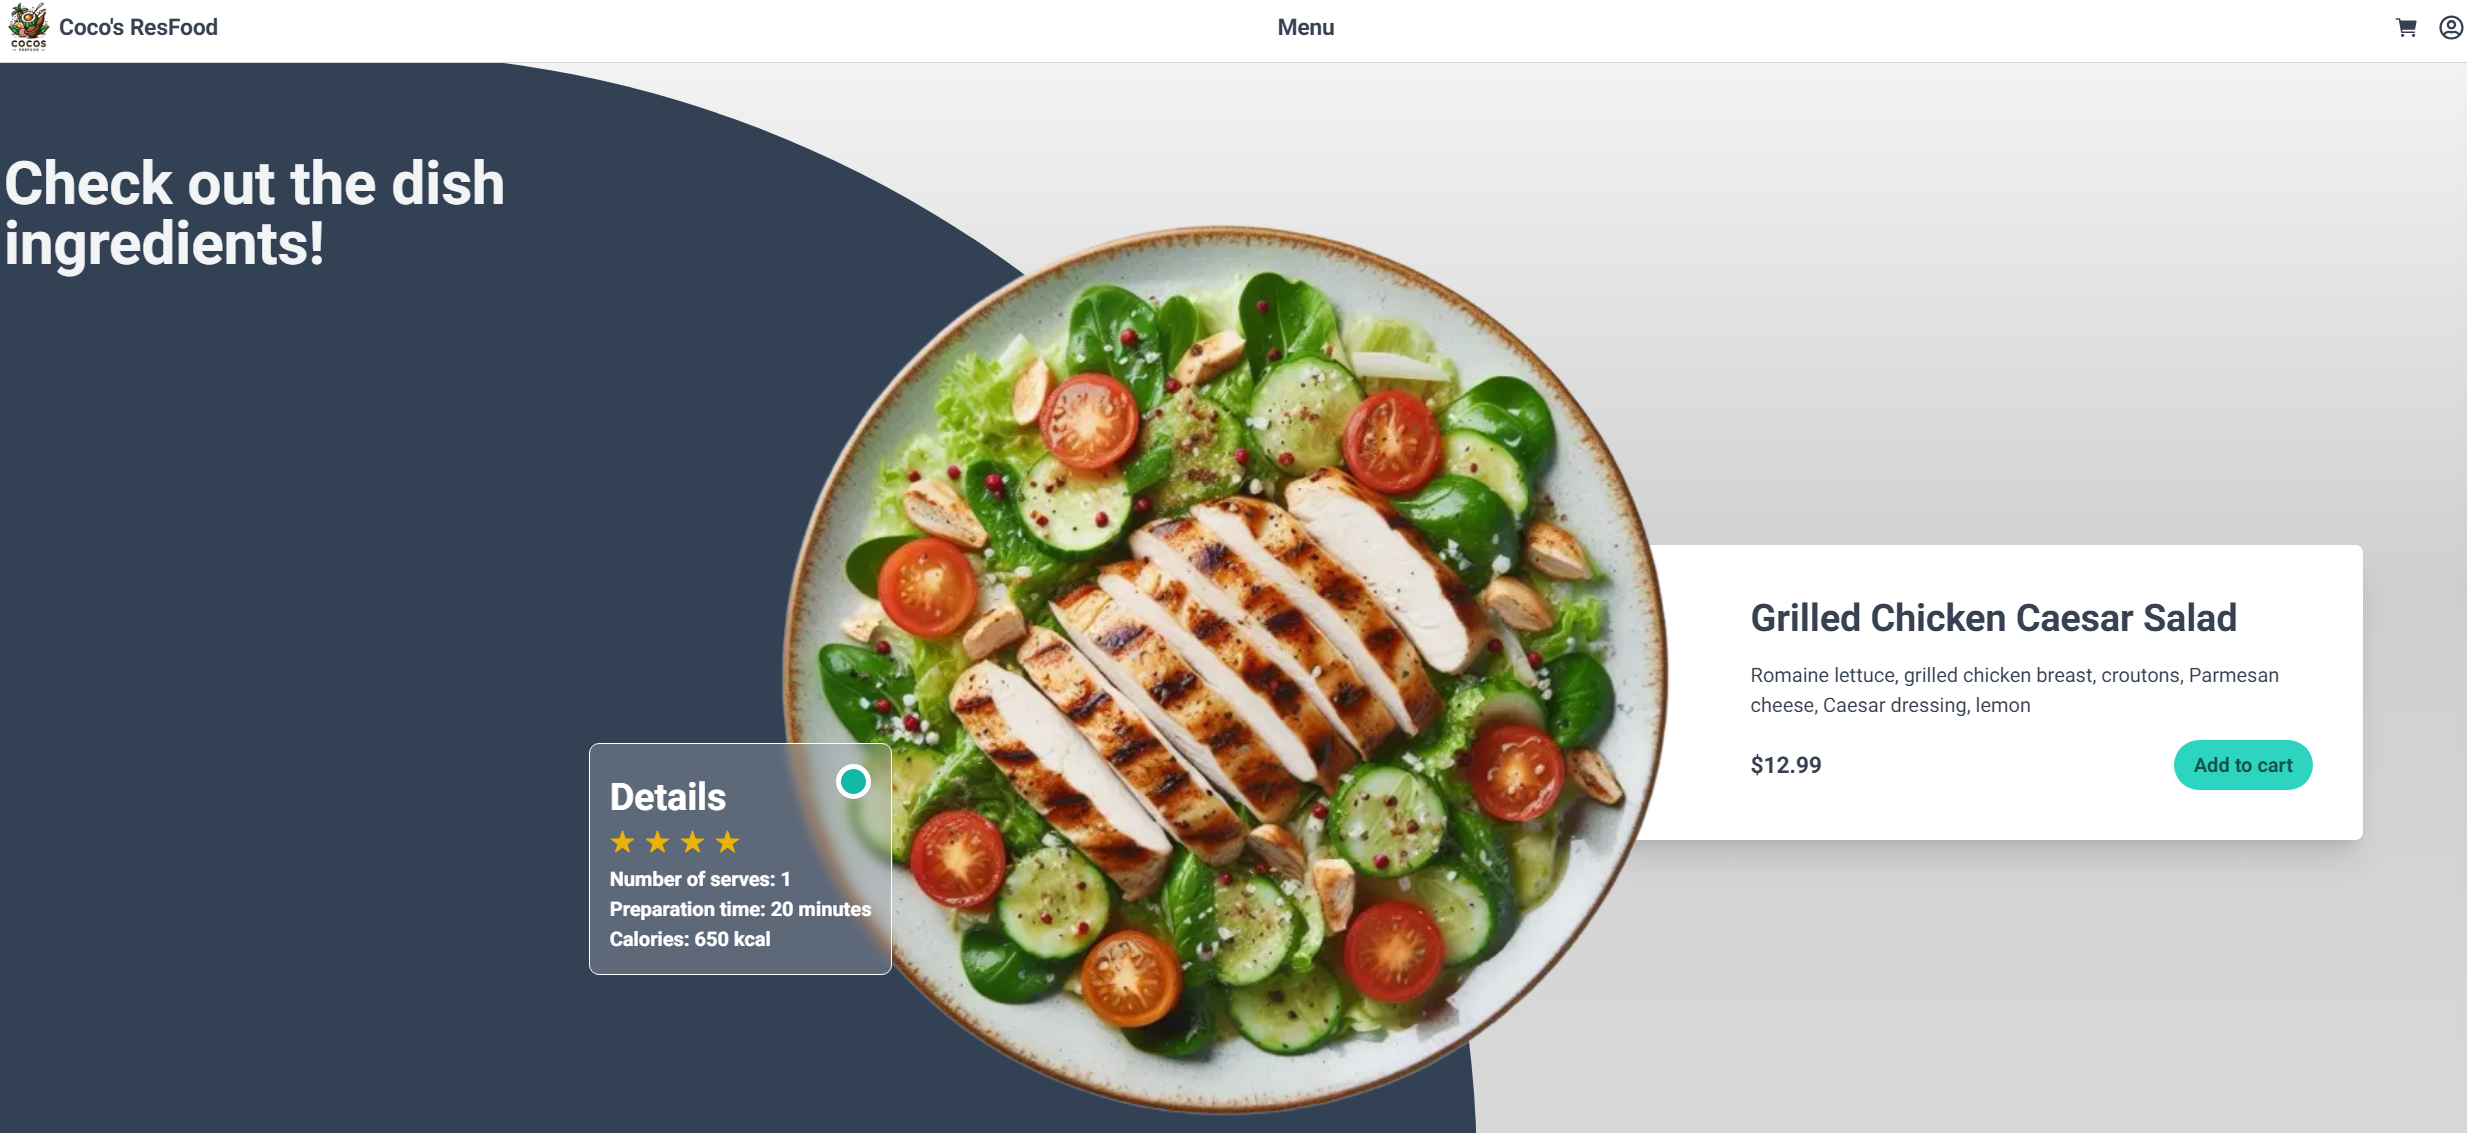 COCOS
Coco's ResFood
Menu
Check out the dish
ingredients!
Grilled Chicken Caesar Salad
Romaine lettuce, grilled chicken breast, croutons, Parmesan
cheese, Caesar dressing, lemon
$12.99
Add to cart
Details
Number of serves: 1
Preparation time: 20 minutes
Calories: 650 kcal